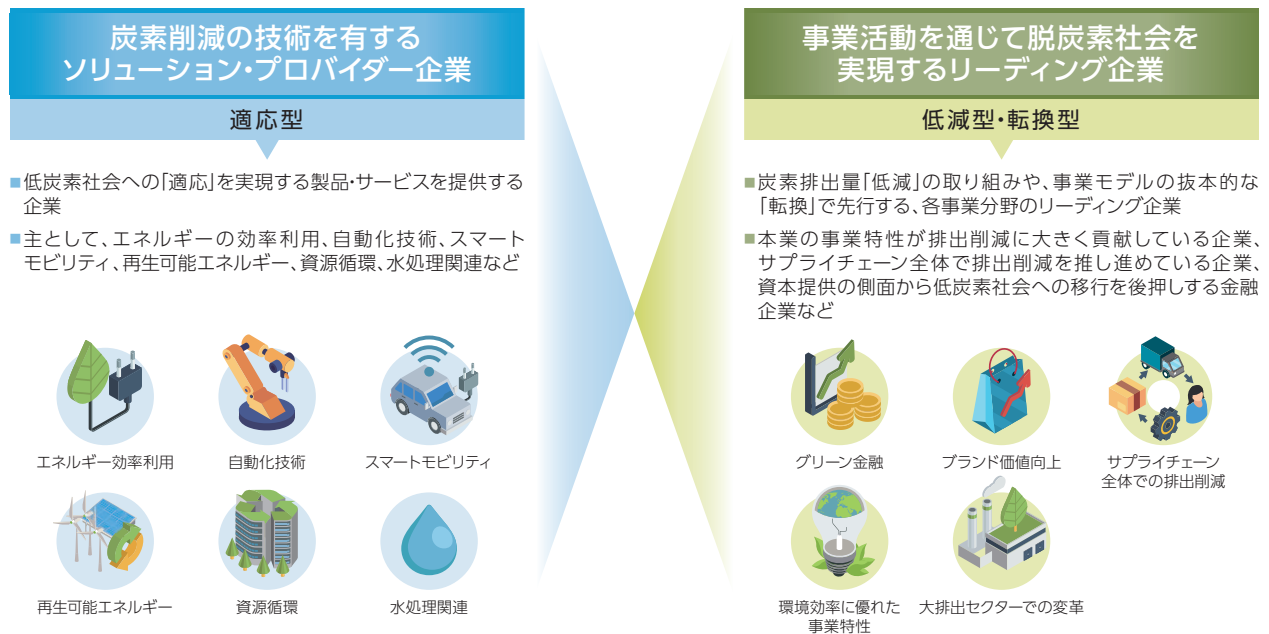 炭素削減の技術を有する
ソリューション・プロバイダー企業
適応型
■低炭素社会への「適応」を実現する製品・サービスを提供する
企業
■主として、エネルギーの効率利用、自動化技術、スマート
モビリティ、再生可能エネルギー、資源循環、水処理関連など
エネルギー効率利用
自動化技術
スマートモビリティ
再生可能エネルギー
資源循環
水処理関連
事業活動を通じて脱炭素社会を
実現するリーディング企業
低減型・転換型
■炭素排出量「低減」の取り組みや、事業モデルの抜本的な
「転換」で先行する、各事業分野のリーディング企業
■本業の事業特性が排出削減に大きく貢献している企業、
サプライチェーン全体で排出削減を推し進めている企業、
資本提供の側面から低炭素社会への移行を後押しする金融
企業など
グリーン金融
ブランド価値向上
サプライチェーン
全体での排出削減
環境効率に優れた
事業特性
大排出セクターでの変革